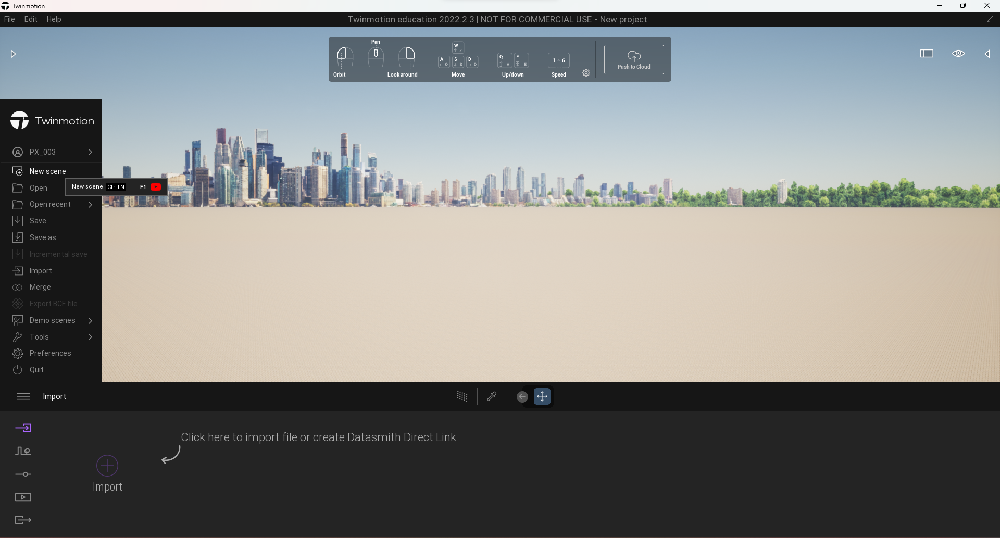 Twinmotion
File Edit Help
Twinmotion education 2022.2.3 | NOT FOR COMMERCIAL USE - New project
Pan
Orbit
Look around
W
Z
A
Q
S
S
D
D
Move
Q
A
E
E
Up/down
1 → 6
Speed
Push to Cloud
Twinmotion
PX_003
New scene
New scene Ctrl+N F1:
Open
Open recent
Save
Save as
Incremental save
Import
Merge
Export BCF file
Demo scenes
Tools
Preferences
Quit
Import
Click here to import file or create Datasmith Direct Link
Import